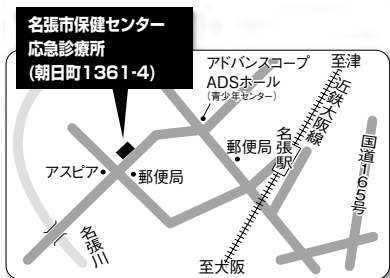 名張市保健センター
応急診療所
(朝日町1361-4)
アドバンスコープ
ADSホール
(青少年センター)
至津
近鉄大阪線
国道165号
名張駅
郵便局
アスピア
郵便局
名張川
至大阪